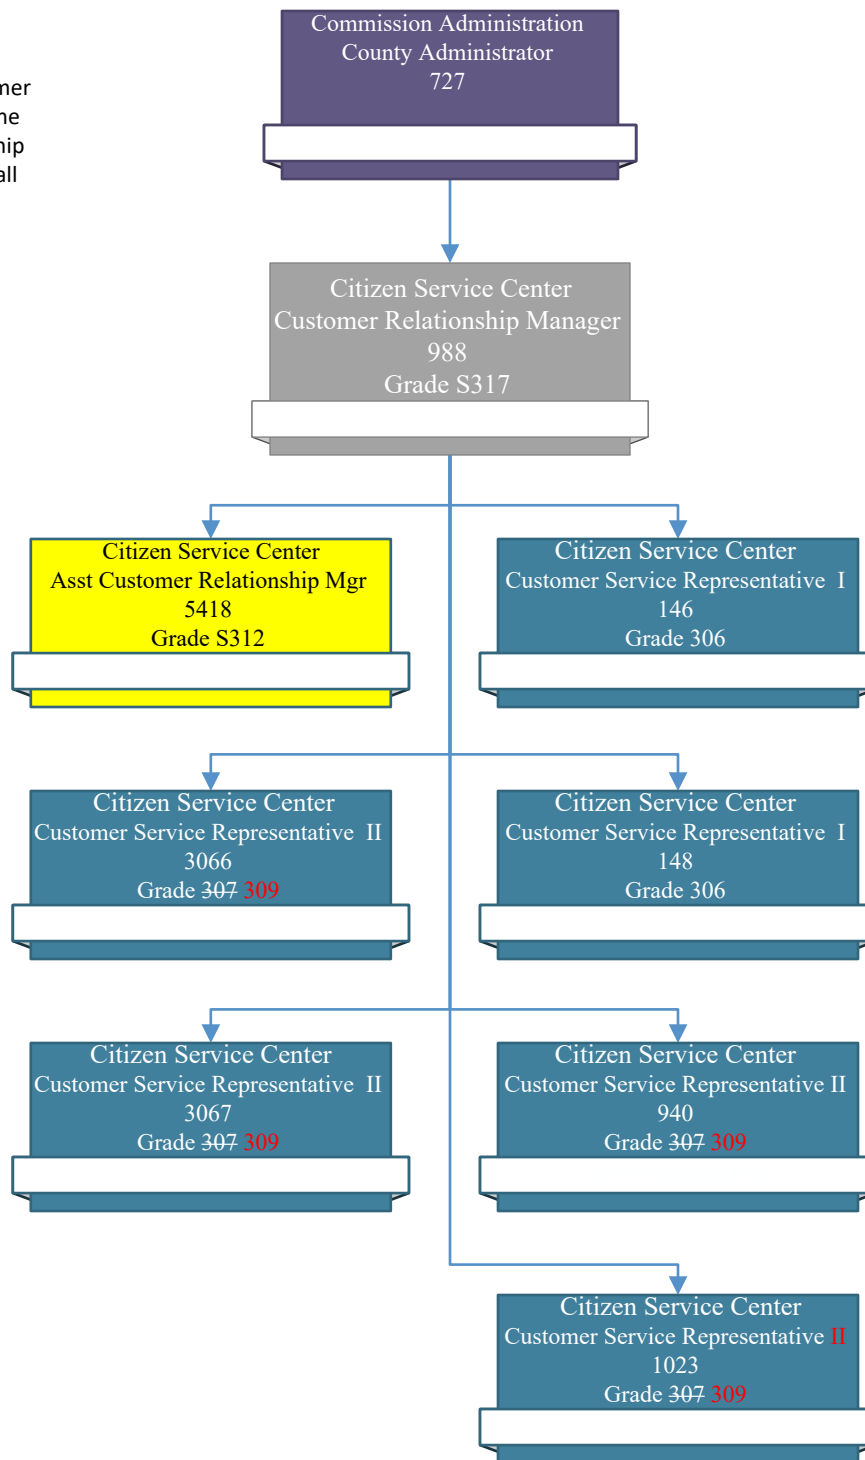 Commission Administration
County Administrator
727
mer
ne
hip
all
Citizen Service Center
Customer Relationship Manager
988
Grade S317
Citizen Service Center
Asst Customer Relationship Mgr
5418
Grade S312
Citizen Service Center
Customer Service Representative I
146
Grade 306
Citizen Service Center
Customer Service Representative II
3066
Grade 307 309
Citizen Service Center
Customer Service Representative I
148
Grade 306
Citizen Service Center
Customer Service Representative II
3067
Grade 307 309
Citizen Service Center
Customer Service Representative II
940
Grade 307 309
Citizen Service Center
Customer Service Representative II
1023
Grade 307 309